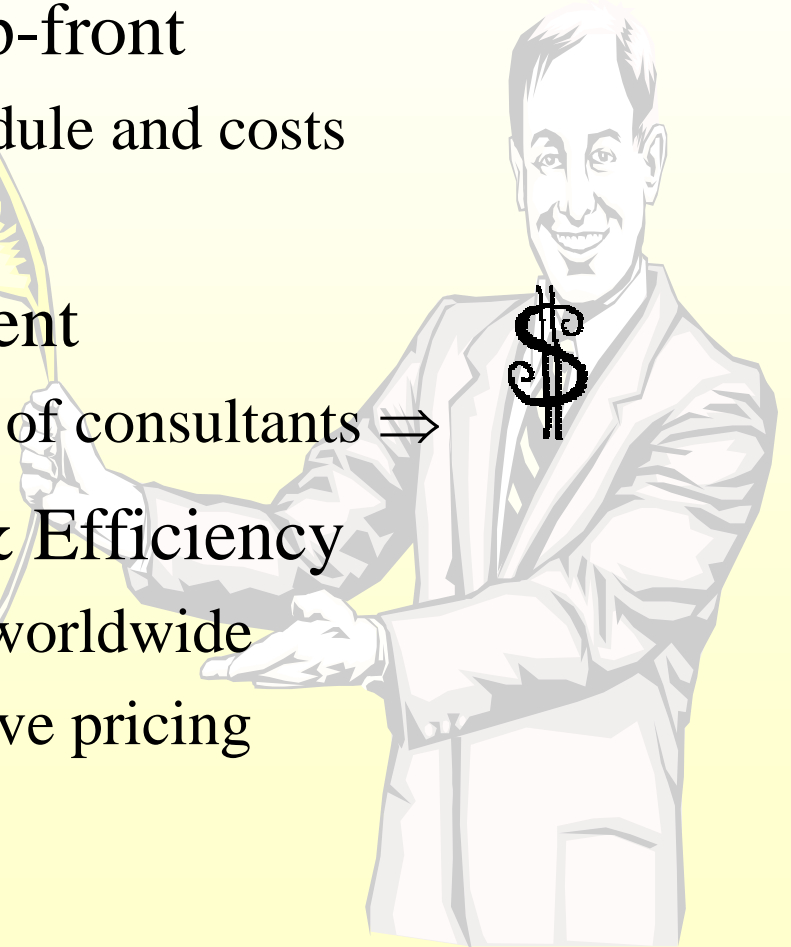 p-front
dule and costs
ent
of consultants ⇒ $
& Efficiency
worldwide
ve pricing